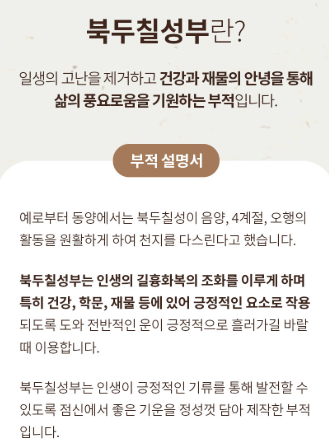 북두칠성부란?
일생의 고난을 제거하고 건강과 재물의 안녕을 통해
삶의 풍요로움을 기원하는 부적입니다.
부적 설명서
예로부터 동양에서는 북두칠성이 음양, 4계절, 오행의
활동을 원활하게 하여 천지를 다스린다고 했습니다.
북두칠성부는 인생의 길흉화복의 조화를 이루게 하며
특히 건강, 학문, 재물 등에 있어 긍정적인 요소로 작용
되도록 도와 전반적인 운이 긍정적으로 흘러가길 바랄
때 이용합니다.
북두칠성부는 인생이 긍정적인 기류를 통해 발전할 수
있도록 점신에서 좋은 기운을 정성껏 담아 제작한 부적
입니다.